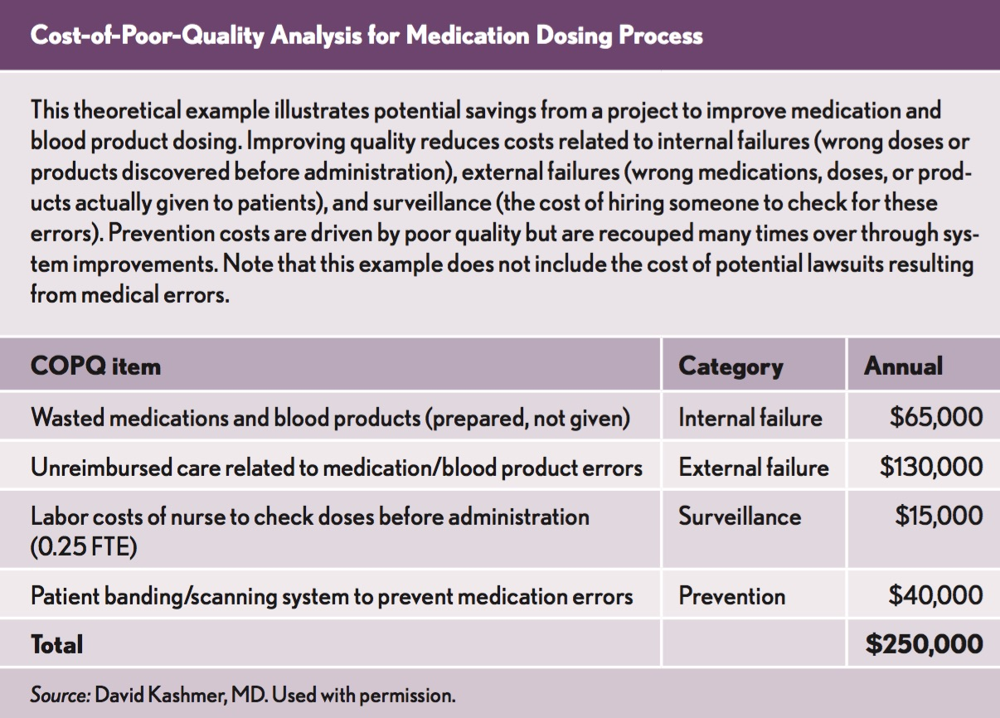 Cost-of-Poor-Quality Analysis for Medication Dosing Process
This theoretical example illustrates potential savings from a project to improve medication and
blood product dosing. Improving quality reduces costs related to internal failures (wrong doses or
products discovered before administration), external failures (wrong medications, doses, or prod-
ucts actually given to patients), and surveillance (the cost of hiring someone to check for these
errors). Prevention costs are driven by poor quality but are recouped many times over through sys-
tem improvements. Note that this example does not include the cost of potential lawsuits resulting
from medical errors.
COPQ item Category Annual
Wasted medications and blood products (prepared, not given) Internal failure $65,000
Unreimbursed care related to medication/blood product errors External failure $130,000
Labor costs of nurse to check doses before administration Surveillance $15,000
(0.25 FTE)
Patient banding/scanning system to prevent medication errors Prevention $40,000
Total $250,000
Source: David Kashmer, MD. Used with permission.